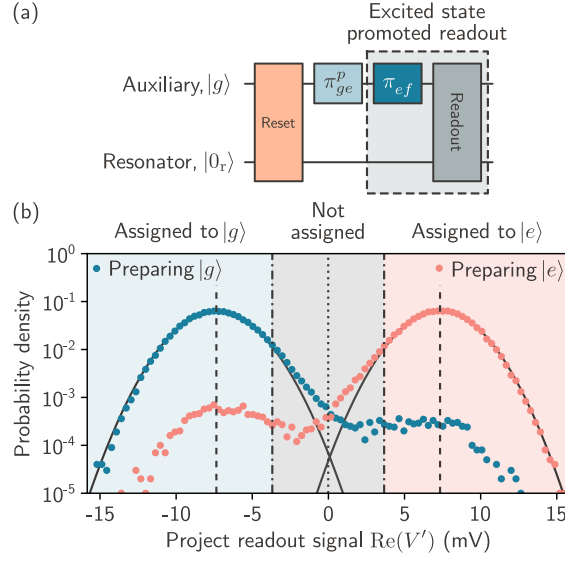 (a)
Excited state
promoted readout
Auxiliary, |g⟩
Reset
π^p_ge
π_ef
Readout
Resonator, |0_r⟩
(b)
Assigned to |g⟩
Not
assigned
Assigned to |e⟩
Preparing |g⟩
Preparing |e⟩
Probability density
10^0
10^-1
10^-2
10^-3
10^-4
10^-5
-15
-10
-5
0
5
10
15
Project readout signal Re(V′) (mV)